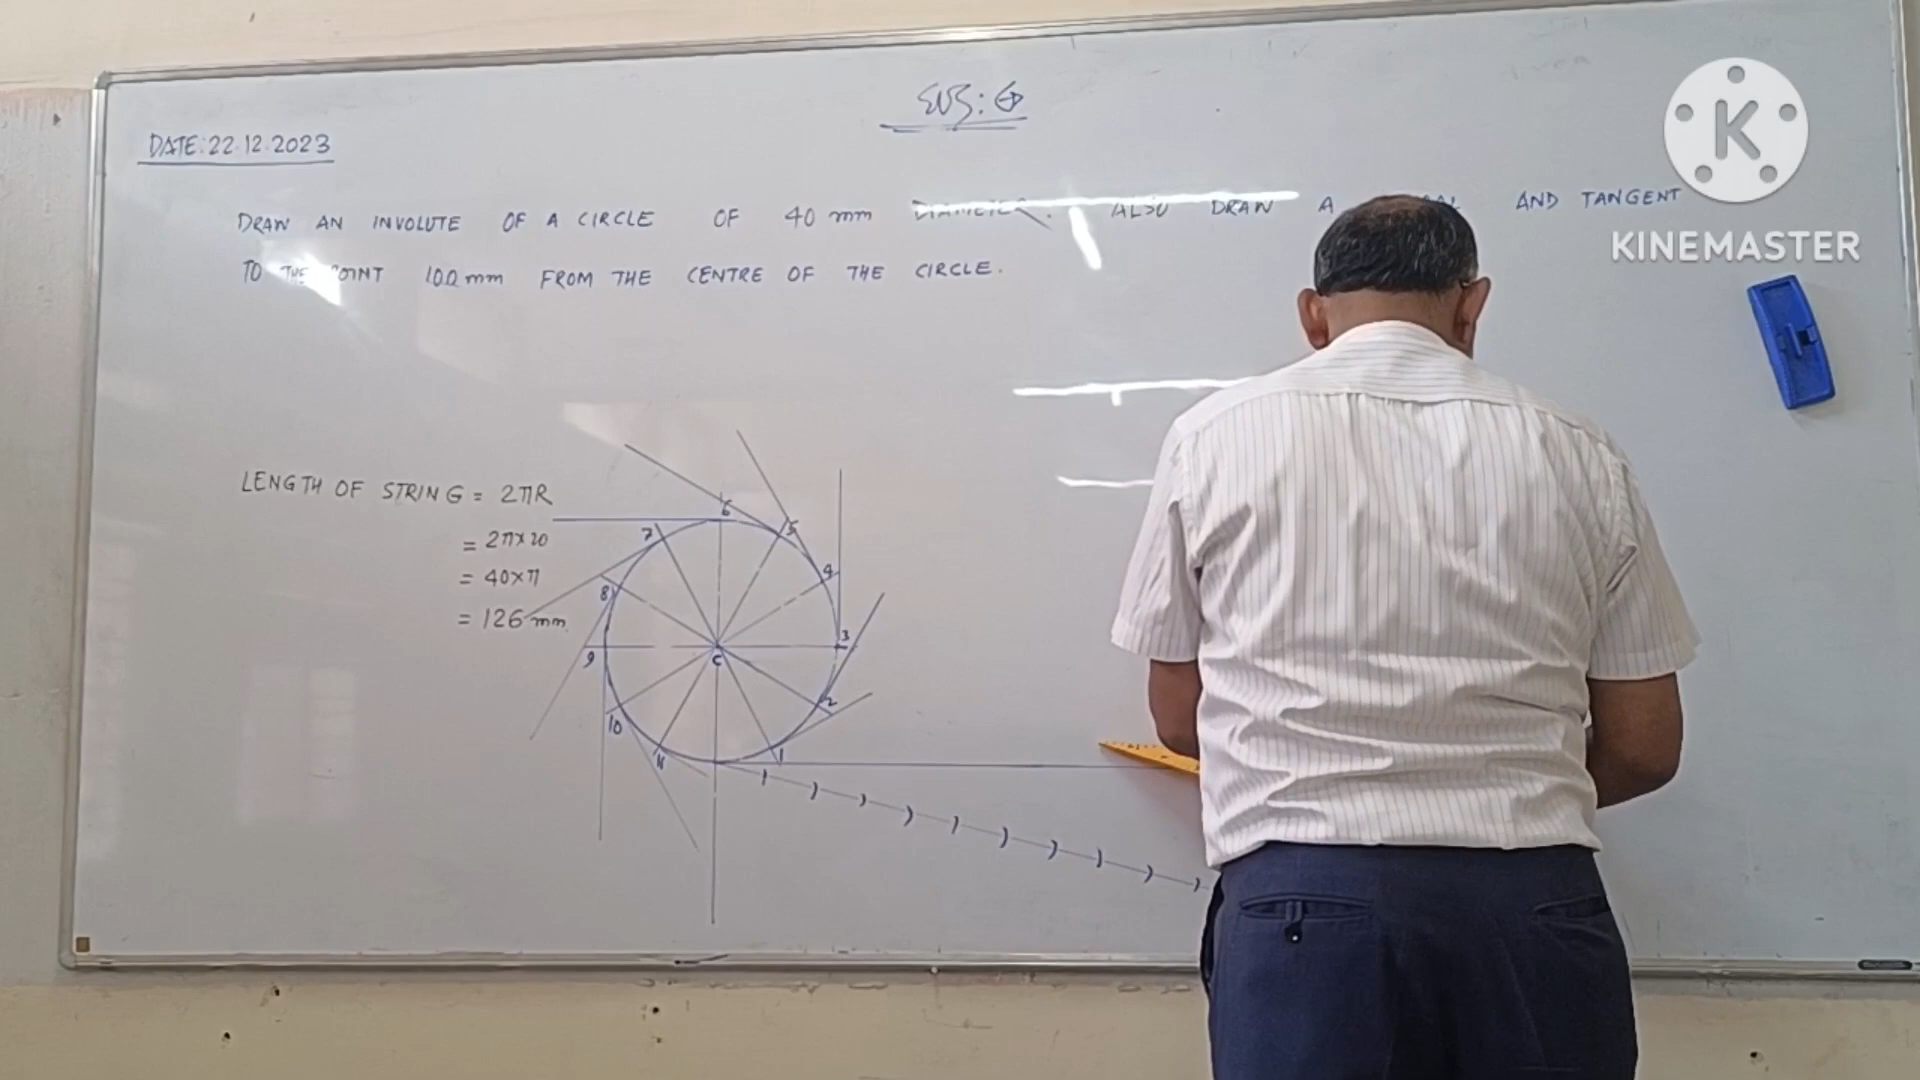 DATE: 22.12.2023
K
KINEMASTER
DRAW AN INVOLUTE OF A CIRCLE OF 40 mm DIAMETER. ALSO DRAW A AND TANGENT
TO THE POINT 100 mm FROM THE CENTRE OF THE CIRCLE.
LENGTH OF STRING = 2πR
= 2π×20
= 40×π
= 126 mm
6
7
5
4
8
3
9
C
2
10
11
1